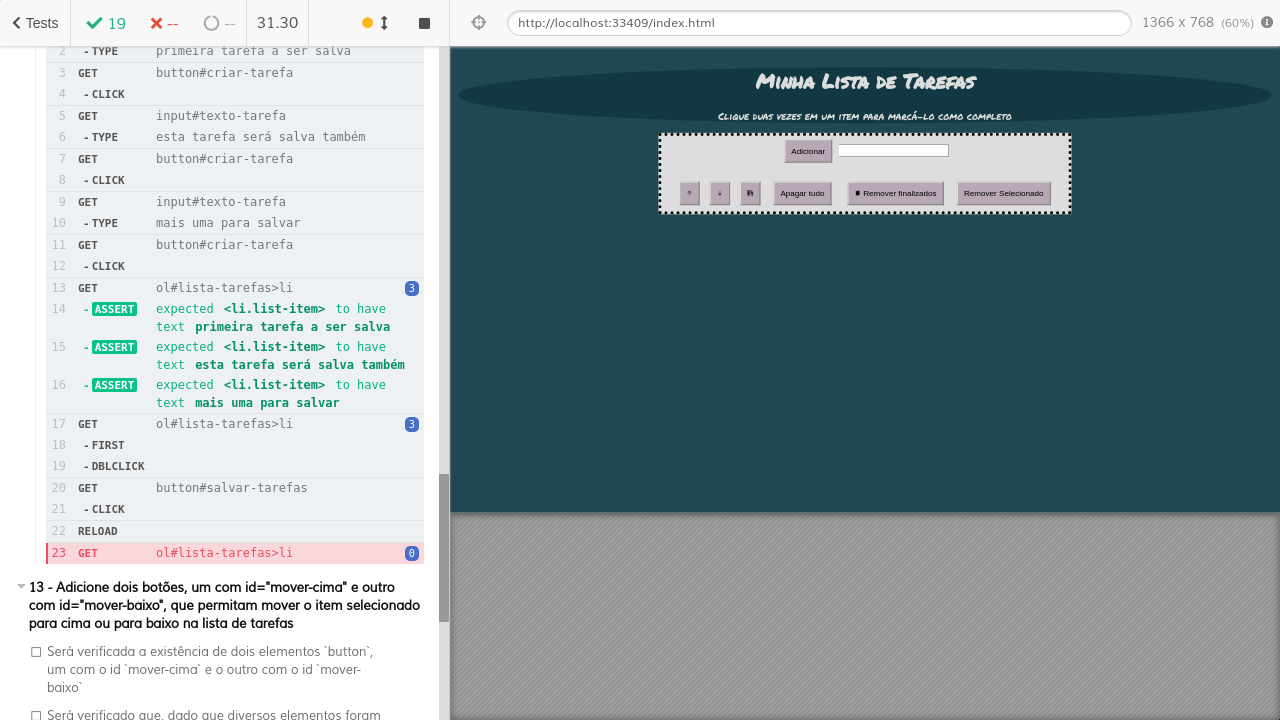 Tests
19
--
--
31.30
http://localhost:33409/index.html
1366 x 768 (60%)
2 -TYPE primeira tarefa a ser salva
3 GET button#criar-tarefa
4 -CLICK
5 GET input#texto-tarefa
6 -TYPE esta tarefa será salva também
7 GET button#criar-tarefa
8 -CLICK
9 GET input#texto-tarefa
10 -TYPE mais uma para salvar
11 GET button#criar-tarefa
12 -CLICK
13 GET ol#lista-tarefas>li 3
14 -ASSERT expected <li.list-item> to have
text primeira tarefa a ser salva
15 -ASSERT expected <li.list-item> to have
text esta tarefa será salva também
16 -ASSERT expected <li.list-item> to have
text mais uma para salvar
17 GET ol#lista-tarefas>li 3
18 -FIRST
19 -DBLCLICK
20 GET button#salvar-tarefas
21 -CLICK
22 RELOAD
23 GET ol#lista-tarefas>li 0
13 - Adicione dois botões, um com id="mover-cima" e outro
com id="mover-baixo", que permitam mover o item selecionado
para cima ou para baixo na lista de tarefas
Será verificada a existência de dois elementos `button`,
um com o id `mover-cima` e o outro com o id `mover-
baixo`
Será verificado que, dado que diversos elementos foram
Minha Lista de Tarefas
Clique duas vezes em um item para marcá-lo como completo
Adicionar
Apagar tudo
Remover finalizados
Remover Selecionado